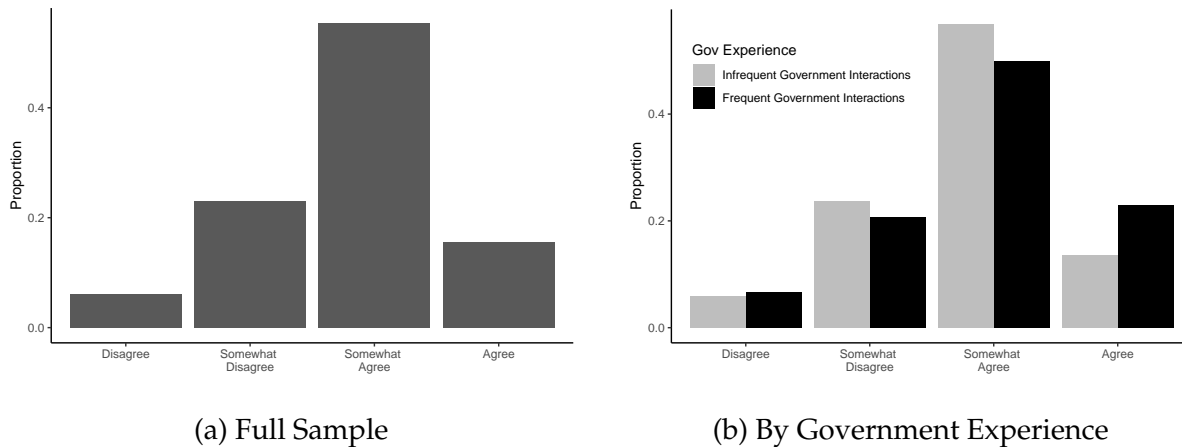 Proportion
0.4
0.2
0.0
Disagree
Somewhat
Disagree
Somewhat
Agree
Agree
(a) Full Sample
Proportion
0.4
0.2
0.0
Gov Experience
Infrequent Government Interactions
Frequent Government Interactions
Disagree
Somewhat
Disagree
Somewhat
Agree
Agree
(b) By Government Experience